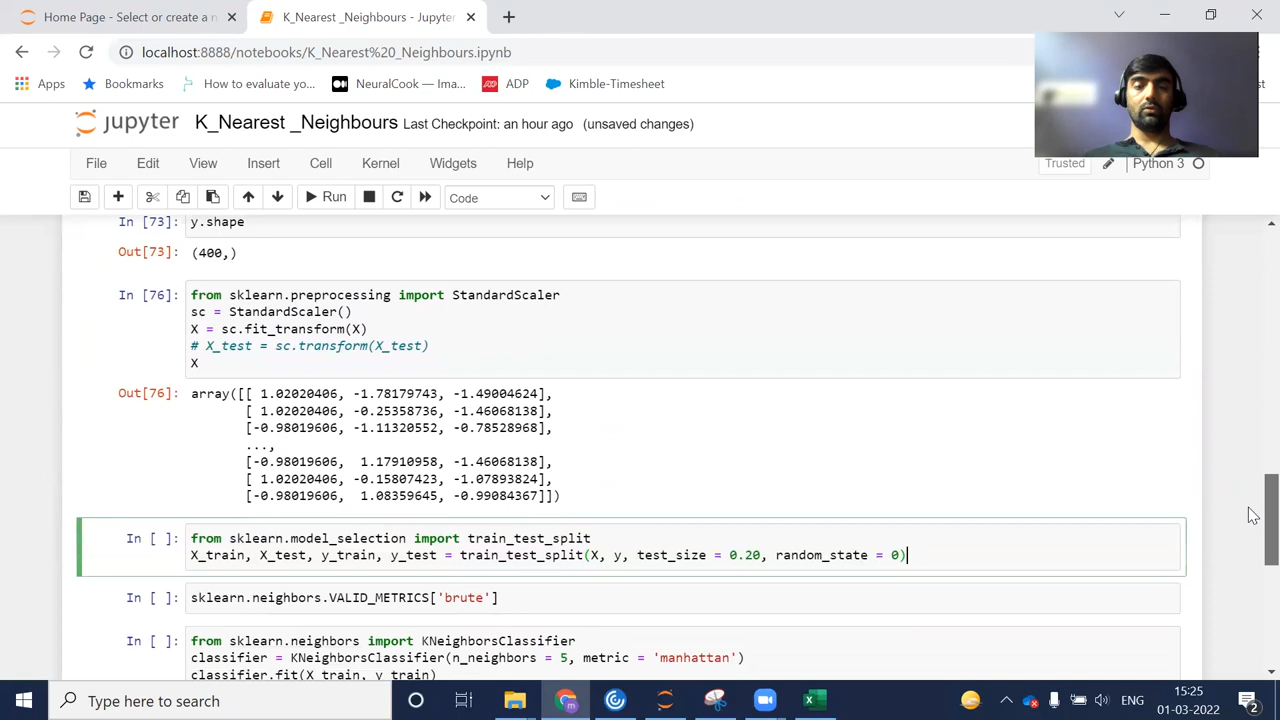 Home Page - Select or create a n
K_Nearest _Neighbours - Jupyter
localhost:8888/notebooks/K_Nearest%20_Neighbours.ipynb
Apps
Bookmarks
How to evaluate yo...
NeuralCook — Ima...
ADP
Kimble-Timesheet
jupyter
K_Nearest _Neighbours Last Checkpoint: an hour ago (unsaved changes)
File Edit View Insert Cell Kernel Widgets Help
Trusted
Python 3
Run
Code
In [73]: y.shape
Out[73]: (400,)
In [76]: from sklearn.preprocessing import StandardScaler
sc = StandardScaler()
X = sc.fit_transform(X)
# X_test = sc.transform(X_test)
X
Out[76]: array([[ 1.02020406, -1.78179743, -1.49004624],
[ 1.02020406, -0.25358736, -1.46068138],
[-0.98019606, -1.11320552, -0.78528968],
...,
[-0.98019606, 1.17910958, -1.46068138],
[ 1.02020406, -0.15807423, -1.07893824],
[-0.98019606, 1.08359645, -0.99084367]])
In [ ]: from sklearn.model_selection import train_test_split
X_train, X_test, y_train, y_test = train_test_split(X, y, test_size = 0.20, random_state = 0)
In [ ]: sklearn.neighbors.VALID_METRICS['brute']
In [ ]: from sklearn.neighbors import KNeighborsClassifier
classifier = KNeighborsClassifier(n_neighbors = 5, metric = 'manhattan')
classifier.fit(X_train, y_train)
Type here to search
ENG
15:25
01-03-2022
2